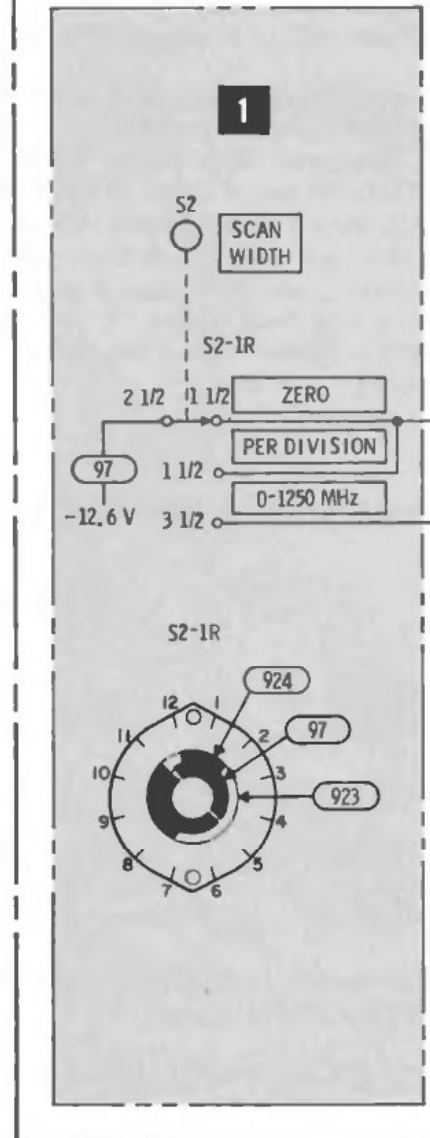 1
S2
SCAN
WIDTH
S2-1R
2 1/2 1 1/2 ZERO
PER DIVISION
97
1 1/2
0-1250 MHz
-12.6 V 3 1/2
S2-1R
924
12 1
97
11 2
10 3
923
9 4
8 5
7 6